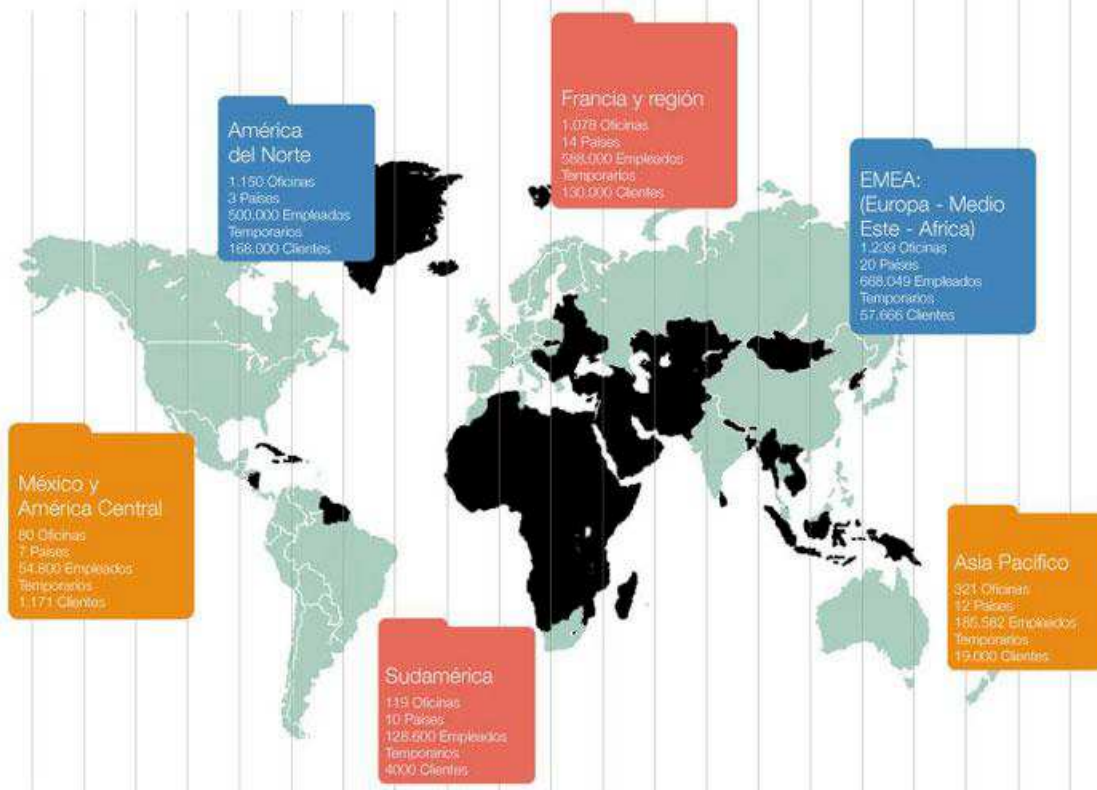 América
del Norte
1.150 Oficinas
3 Países
500.000 Empleados
Temporarios
168.000 Clientes
Francia y región
1.078 Oficinas
14 Países
588.000 Empleados
Temporarios
130.000 Clientes
EMEA:
(Europa - Medio
Este - Africa)
1.239 Oficinas
20 Países
668.049 Empleados
Temporarios
57.666 Clientes
México y
América Central
80 Oficinas
7 Países
54.800 Empleados
Temporarios
1.171 Clientes
Sudamérica
119 Oficinas
10 Países
128.600 Empleados
Temporarios
4000 Clientes
Asia Pacífico
321 Oficinas
12 Países
185.582 Empleados
Temporarios
19.000 Clientes